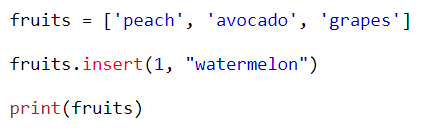 fruits = ['peach', 'avocado', 'grapes']
fruits.insert(1, "watermelon")
print(fruits)